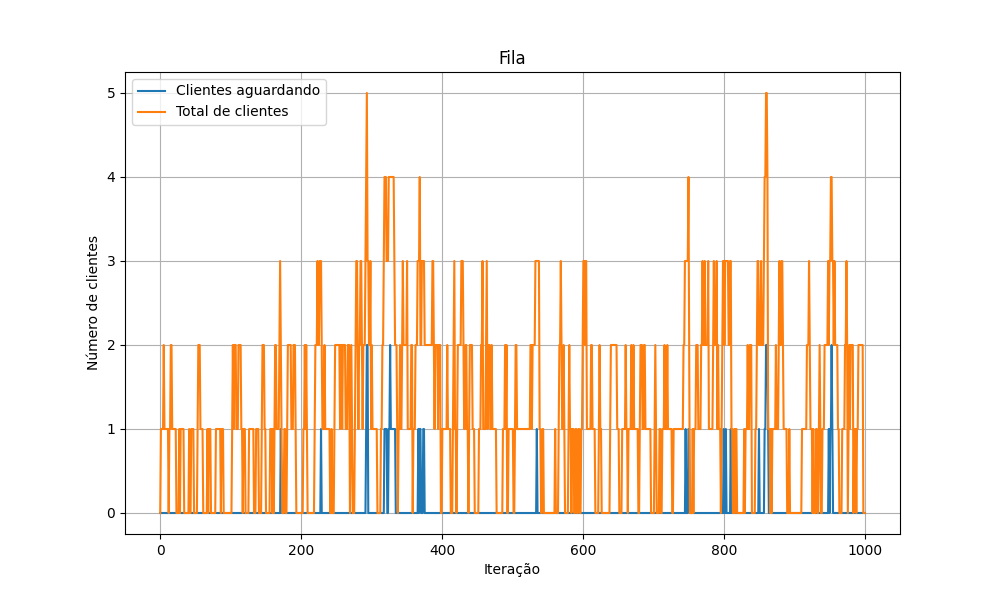 Fila
Clientes aguardando
Total de clientes
Número de clientes
5
4
3
2
1
0
0
200
400
600
800
1000
Iteração